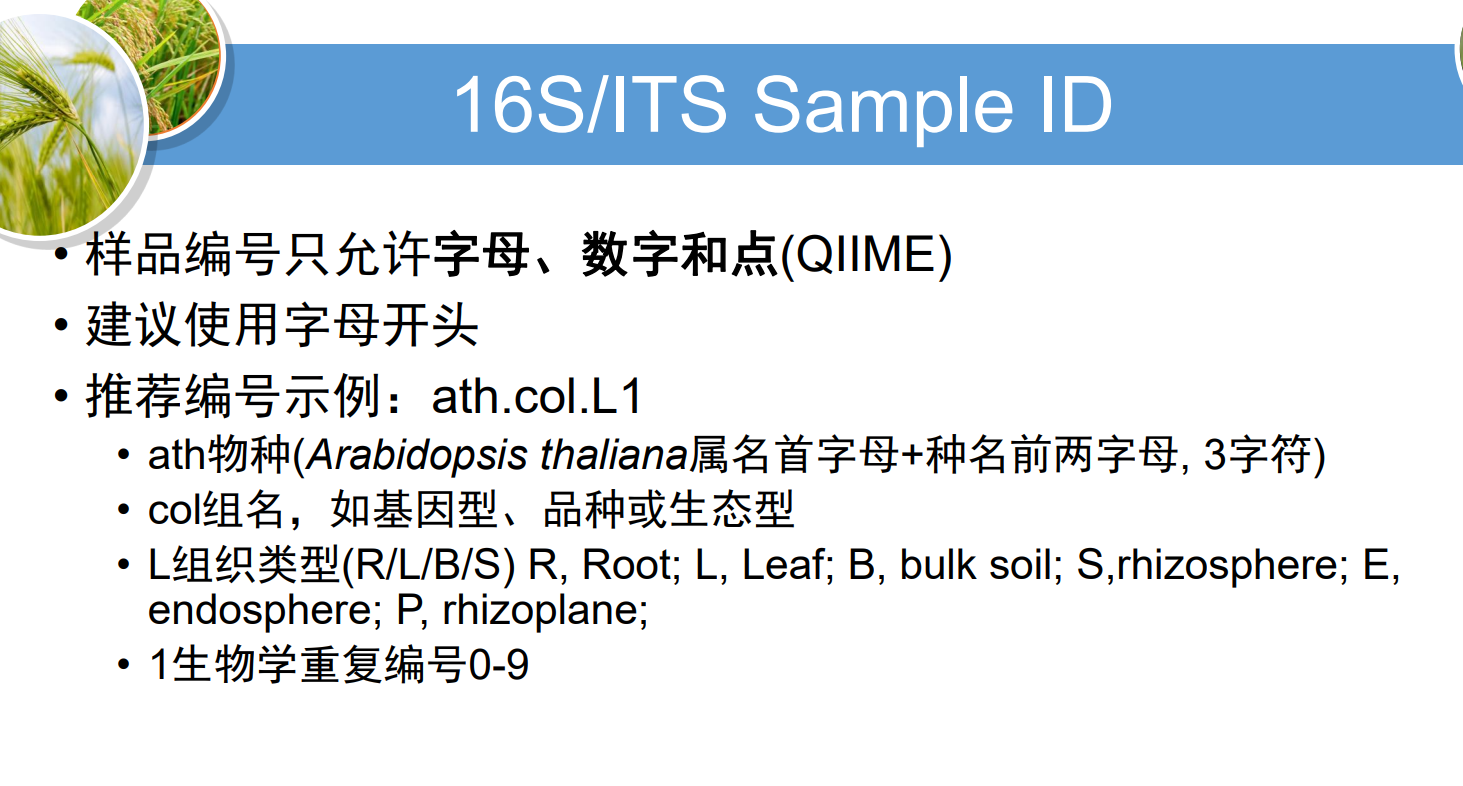 16S/ITS Sample ID
• 样品编号只允许字母、数字和点(QIIME)
• 建议使用字母开头
• 推荐编号示例：ath.col.L1
• ath物种(Arabidopsis thaliana属名首字母+种名前两字母, 3字符)
• col组名，如基因型、品种或生态型
• L组织类型(R/L/B/S) R, Root; L, Leaf; B, bulk soil; S,rhizosphere; E,
endosphere; P, rhizoplane;
• 1生物学重复编号0-9